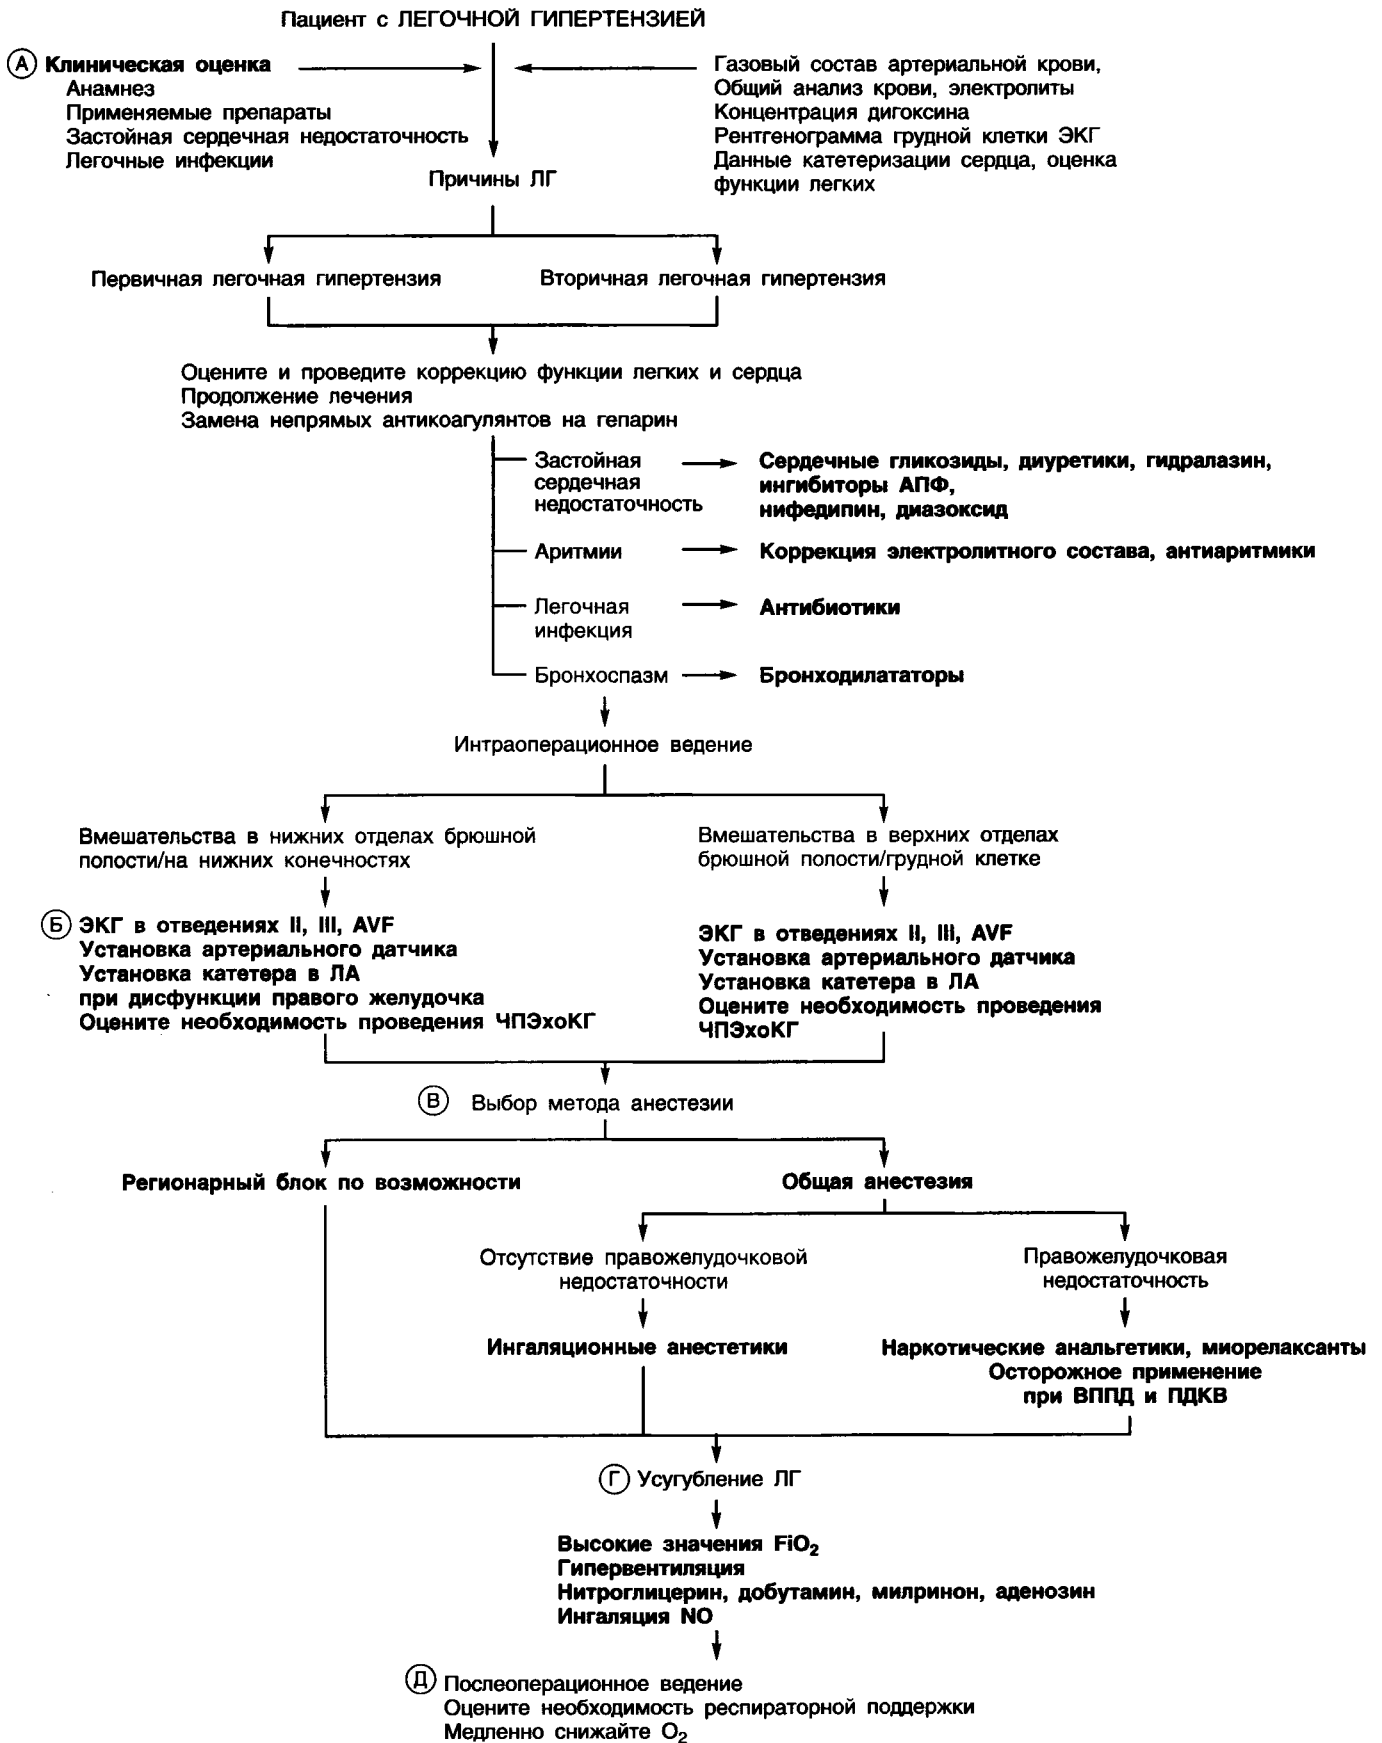 Пациент с ЛЕГОЧНОЙ ГИПЕРТЕНЗИЕЙ
А Клиническая оценка
Анамнез
Применяемые препараты
Застойная сердечная недостаточность
Легочные инфекции
Газовый состав артериальной крови,
Общий анализ крови, электролиты
Концентрация дигоксина
Рентгенограмма грудной клетки ЭКГ
Данные катетеризации сердца, оценка
функции легких
Причины ЛГ
Первичная легочная гипертензия
Вторичная легочная гипертензия
Оцените и проведите коррекцию функции легких и сердца
Продолжение лечения
Замена непрямых антикоагулянтов на гепарин
Застойная
сердечная
недостаточность
Сердечные гликозиды, диуретики, гидралазин,
ингибиторы АПФ,
нифедипин, диазоксид
Аритмии
Коррекция электролитного состава, антиаритмики
Легочная
инфекция
Антибиотики
Бронхоспазм
Бронходилататоры
Интраоперационное ведение
Вмешательства в нижних отделах брюшной
полости/на нижних конечностях
Вмешательства в верхних отделах
брюшной полости/грудной клетке
Б ЭКГ в отведениях II, III, AVF
Установка артериального датчика
Установка катетера в ЛА
при дисфункции правого желудочка
Оцените необходимость проведения ЧПЭхоКГ
ЭКГ в отведениях II, III, AVF
Установка артериального датчика
Установка катетера в ЛА
Оцените необходимость проведения
ЧПЭхоКГ
В Выбор метода анестезии
Регионарный блок по возможности
Общая анестезия
Отсутствие правожелудочковой
недостаточности
Правожелудочковая
недостаточность
Ингаляционные анестетики
Наркотические анальгетики, миорелаксанты
Осторожное применение
при ВППД и ПДКВ
Г Усугубление ЛГ
Высокие значения FiO₂
Гипервентиляция
Нитроглицерин, добутамин, милринон, аденозин
Ингаляция NO
Д Послеоперационное ведение
Оцените необходимость респираторной поддержки
Медленно снижайте O₂